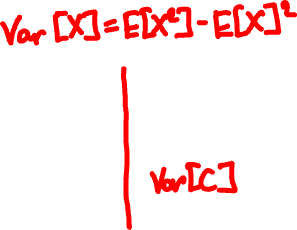 Var [X] = E[X²] - E[X]²
Var[C]